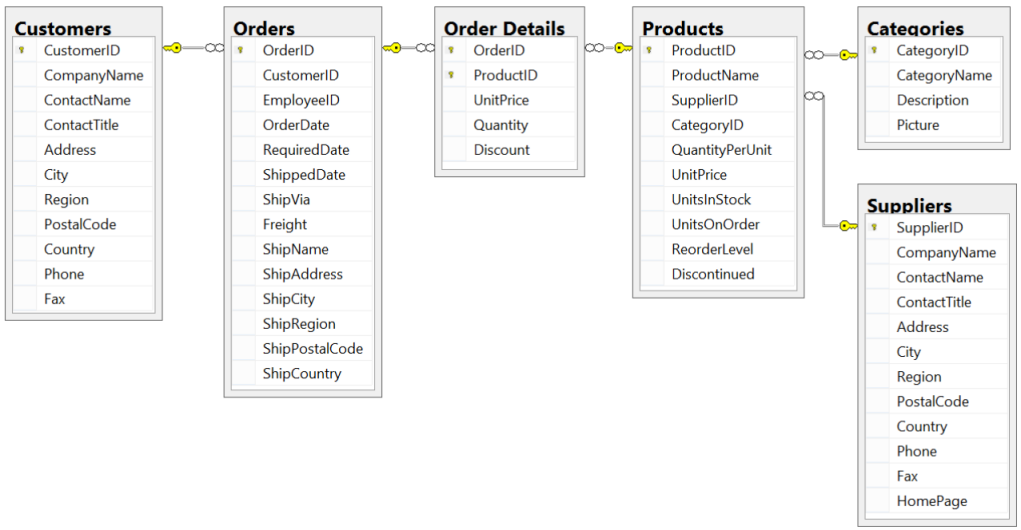 Customers
CustomerID
CompanyName
ContactName
ContactTitle
Address
City
Region
PostalCode
Country
Phone
Fax
Orders
OrderID
CustomerID
EmployeeID
OrderDate
RequiredDate
ShippedDate
ShipVia
Freight
ShipName
ShipAddress
ShipCity
ShipRegion
ShipPostalCode
ShipCountry
Order Details
OrderID
ProductID
UnitPrice
Quantity
Discount
Products
ProductID
ProductName
SupplierID
CategoryID
QuantityPerUnit
UnitPrice
UnitsInStock
UnitsOnOrder
ReorderLevel
Discontinued
Categories
CategoryID
CategoryName
Description
Picture
Suppliers
SupplierID
CompanyName
ContactName
ContactTitle
Address
City
Region
PostalCode
Country
Phone
Fax
HomePage